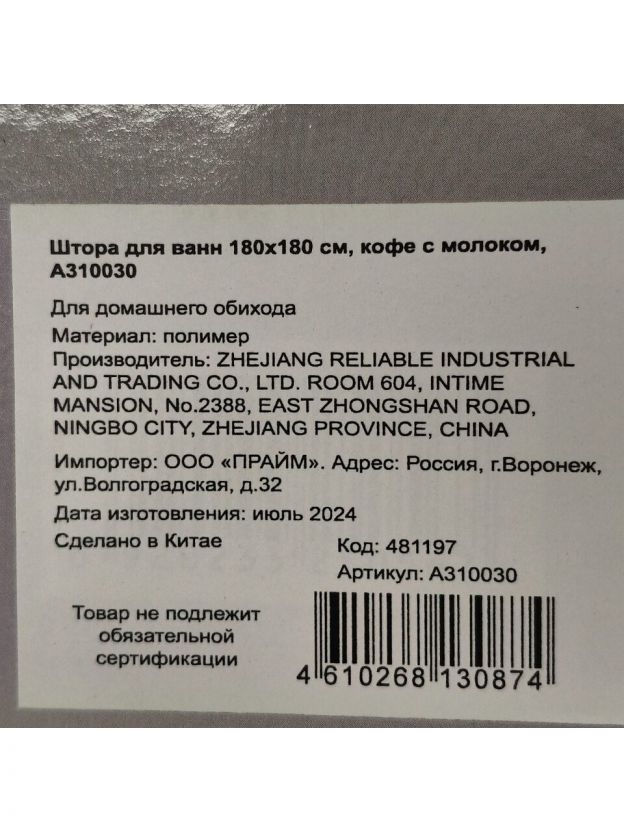 Штора для ванн 180х180 см, кофе с молоком,
А310030
Для домашнего обихода
Материал: полимер
Производитель: ZHEJIANG RELIABLE INDUSTRIAL
AND TRADING CO., LTD. ROOM 604, INTIME
MANSION, No.2388, EAST ZHONGSHAN ROAD,
NINGBO CITY, ZHEJIANG PROVINCE, CHINA
Импортер: ООО «ПРАЙМ». Адрес: Россия, г.Воронеж,
ул.Волгоградская, д.32
Дата изготовления: июль 2024
Сделано в Китае
Код: 481197
Артикул: А310030
Товар не подлежит
обязательной
сертификации
4 610268 130874